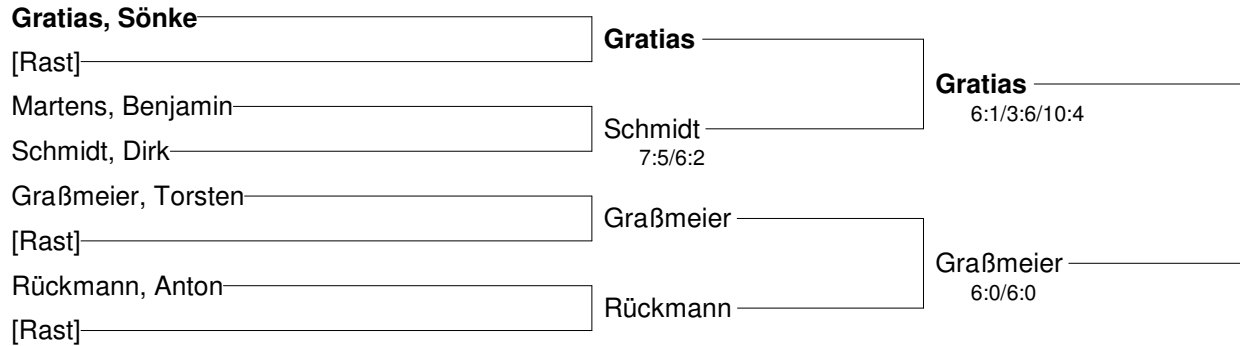 Gratias, Sönke
[Rast]
Martens, Benjamin
Schmidt, Dirk
Graßmeier, Torsten
[Rast]
Rückmann, Anton
[Rast]
Gratias
Schmidt
7:5/6:2
Graßmeier
Rückmann
Gratias
6:1/3:6/10:4
Graßmeier
6:0/6:0